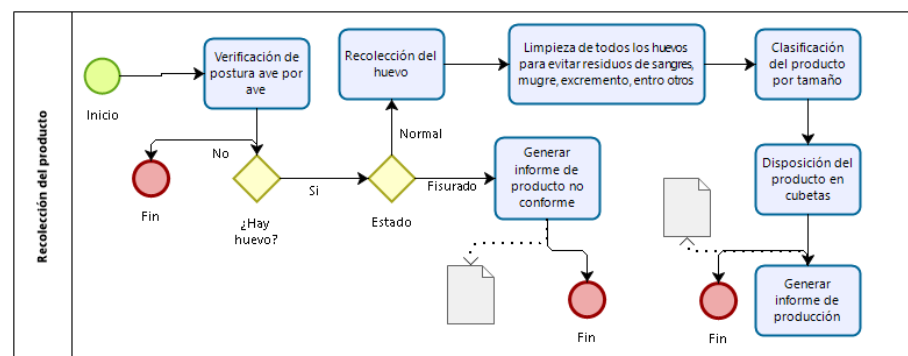 Recolección del producto
Inicio
Verificación de
postura ave por
ave
No
Fin
¿Hay
huevo?
Si
Estado
Normal
Fisurado
Recolección del
huevo
Limpieza de todos los huevos
para evitar residuos de sangres,
mugre, excremento, entro otros
Clasificación
del producto
por tamaño
Generar
informe de
producto no
conforme
Fin
Disposición del
producto en
cubetas
Generar
informe de
producción
Fin